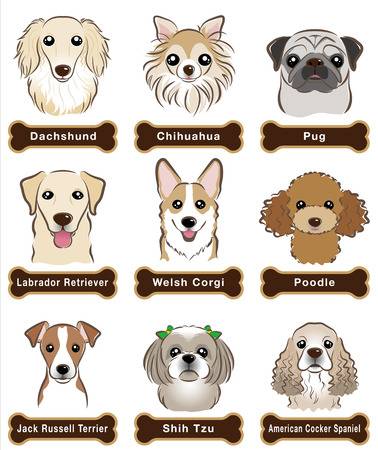 Dachshund
Chihuahua
Pug
Labrador Retriever
Welsh Corgi
Poodle
Jack Russell Terrier
Shih Tzu
American Cocker Spaniel